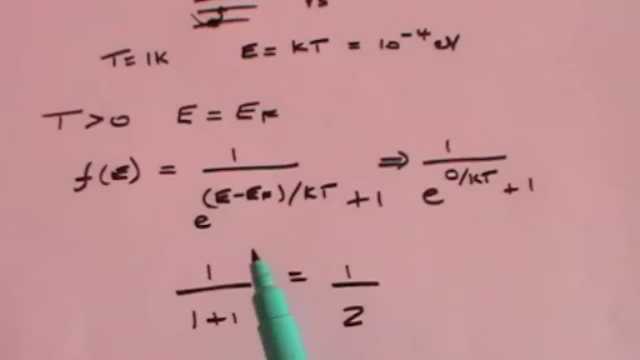 T = 1K E = KT = 10⁻⁴ eV
T > 0 E = E_F
f(E) = 1 / (e^((E-E_F)/KT) + 1) ⇒ 1 / (e^(0/KT) + 1)
1 / (1+1) = 1 / 2